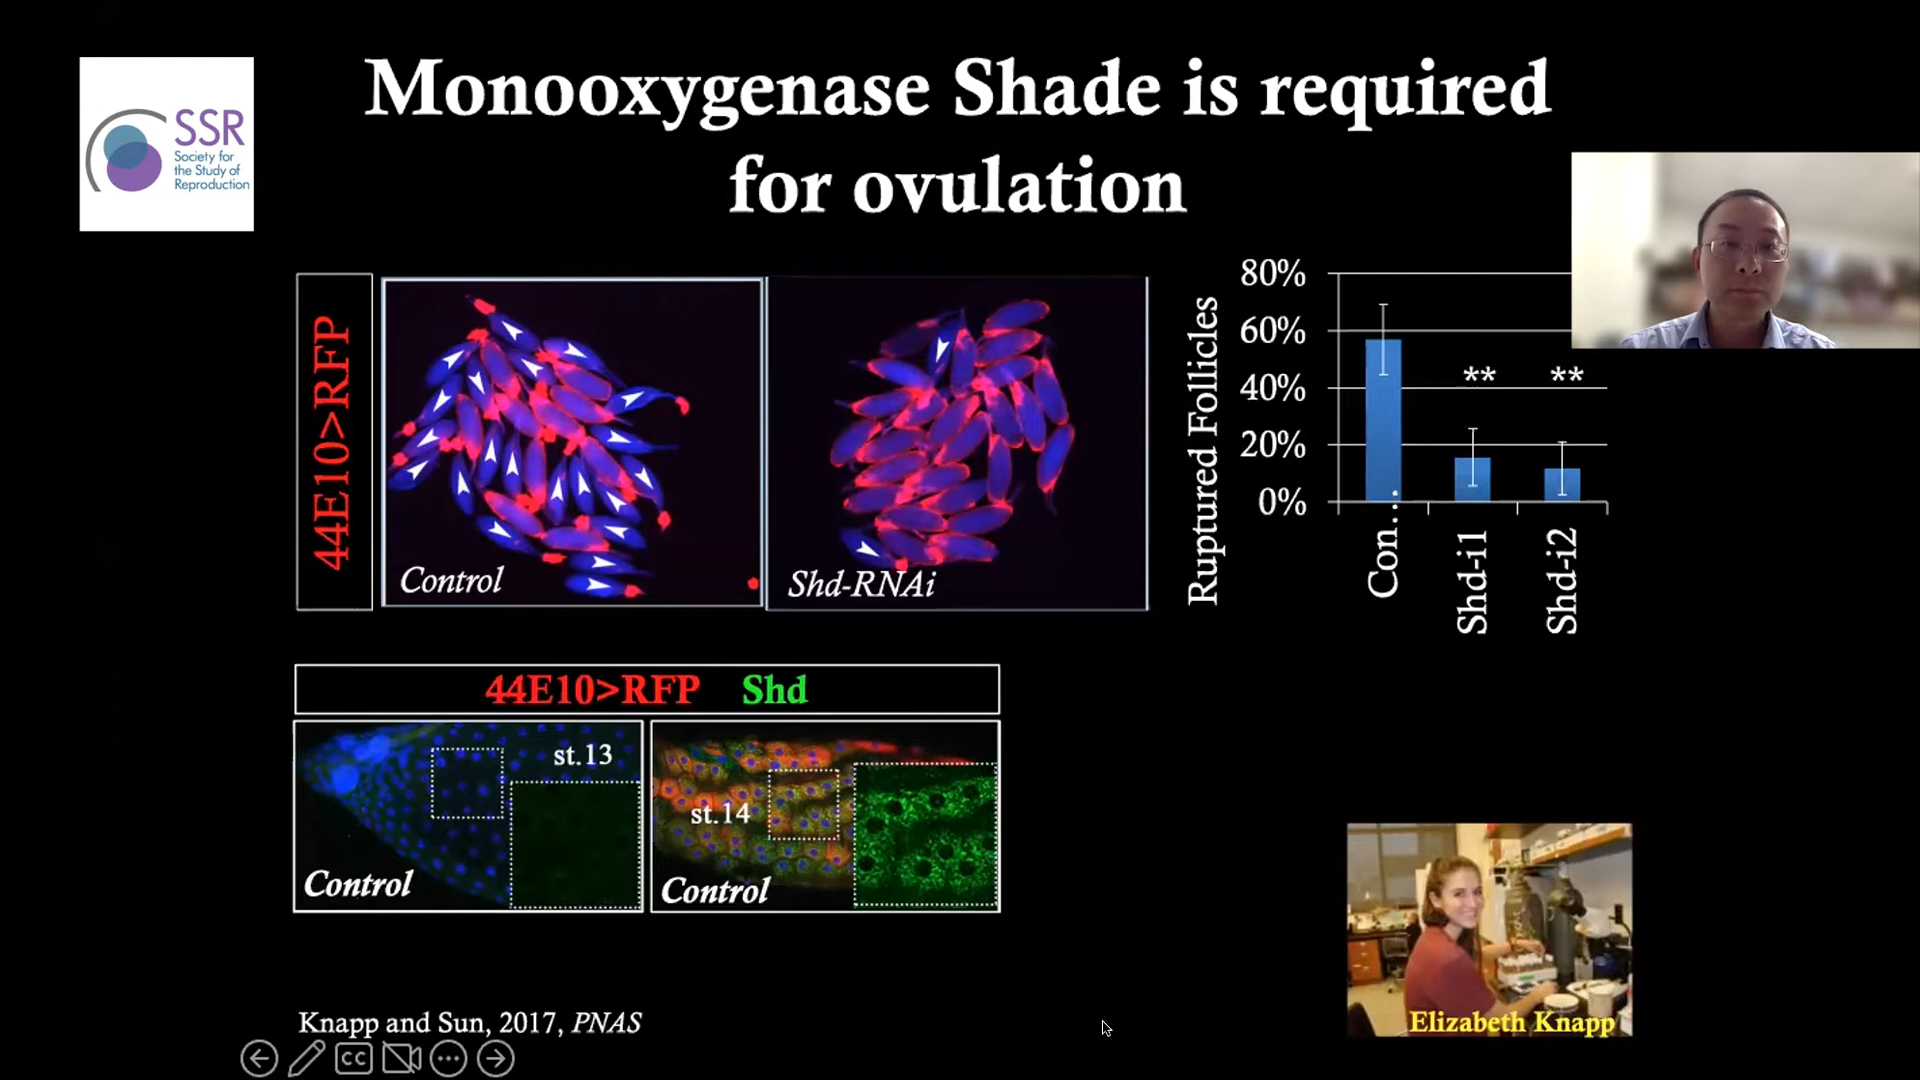 Monooxygenase Shade is required
for ovulation
SSR
Society for
the Study of
Reproduction
44E10>RFP
Control
Shd-RNAi
Ruptured Follicles
80%
60%
40%
20%
0%
** **
Con...
Shd-i1
Shd-i2
44E10>RFP Shd
st.13
Control
st.14
Control
Elizabeth Knapp
Knapp and Sun, 2017, PNAS
CC